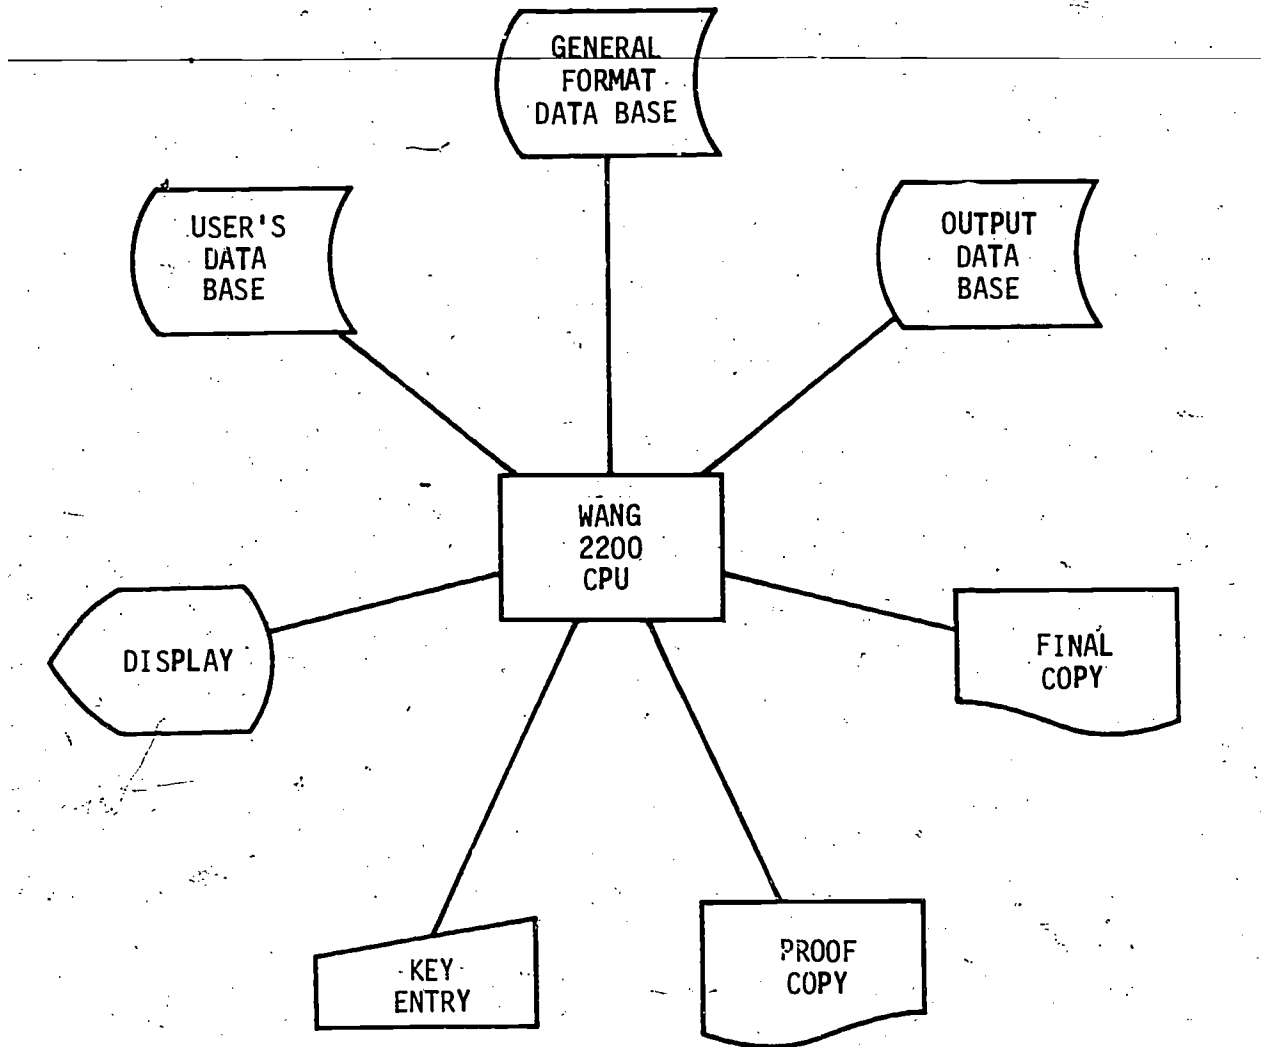 GENERAL
FORMAT
DATA BASE
USER'S
DATA
BASE
OUTPUT
DATA
BASE
WANG
2200
CPU
DISPLAY
FINAL
COPY
KEY
ENTRY
PROOF
COPY